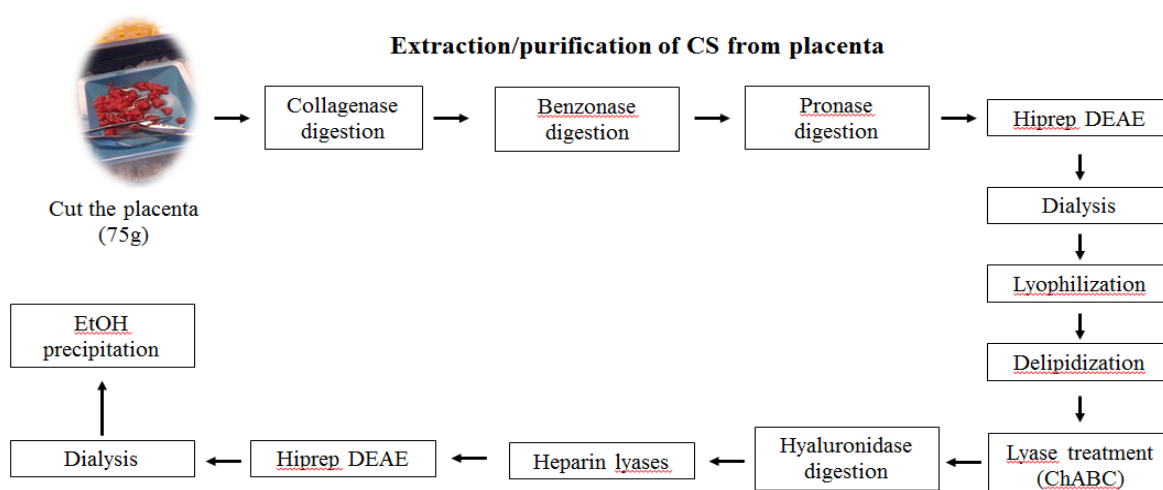 Extraction/purification of CS from placenta
Cut the placenta
(75g)
Collagenase
digestion
Benzonase
digestion
Pronase
digestion
Hiprep DEAE
Dialysis
Lyophilization
Delipidization
Lyase treatment
(ChABC)
Hyaluronidase
digestion
Heparin lyases
Hiprep DEAE
Dialysis
EtOH
precipitation